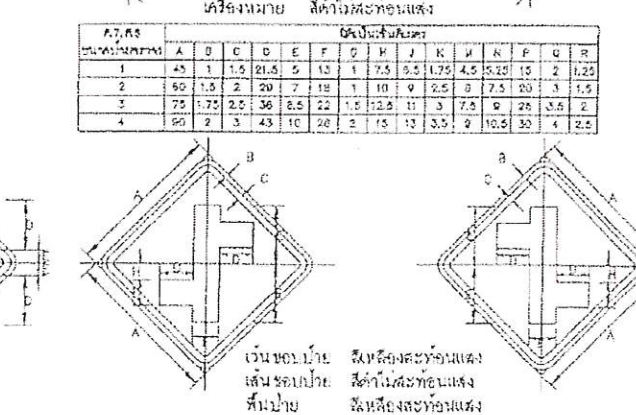 เครื่องหมาย สีดำไม่สะท้อนแสง
A B C D E F G H J K M N P Q R
1 45 1 1.5 21.5 5 13 1 7.5 6.5 1.75 4.5 5.25 15 2 1.25
2 60 1.5 2 29 7 18 1 10 9 2.5 6 7.5 20 3 1.5
3 75 1.75 2.5 36 8.5 22 1.5 12.5 11 3 7.5 9 25 3.5 2
4 90 2 3 43 10 26 2 15 13 3.5 9 10.5 30 4 2.5
B B
C C
A A
D D D
H H
D
A A
เว้นขอบป้าย สีเหลืองสะท้อนแสง
เส้นขอบป้าย สีดำไม่สะท้อนแสง
พื้นป้าย สีเหลืองสะท้อนแสง